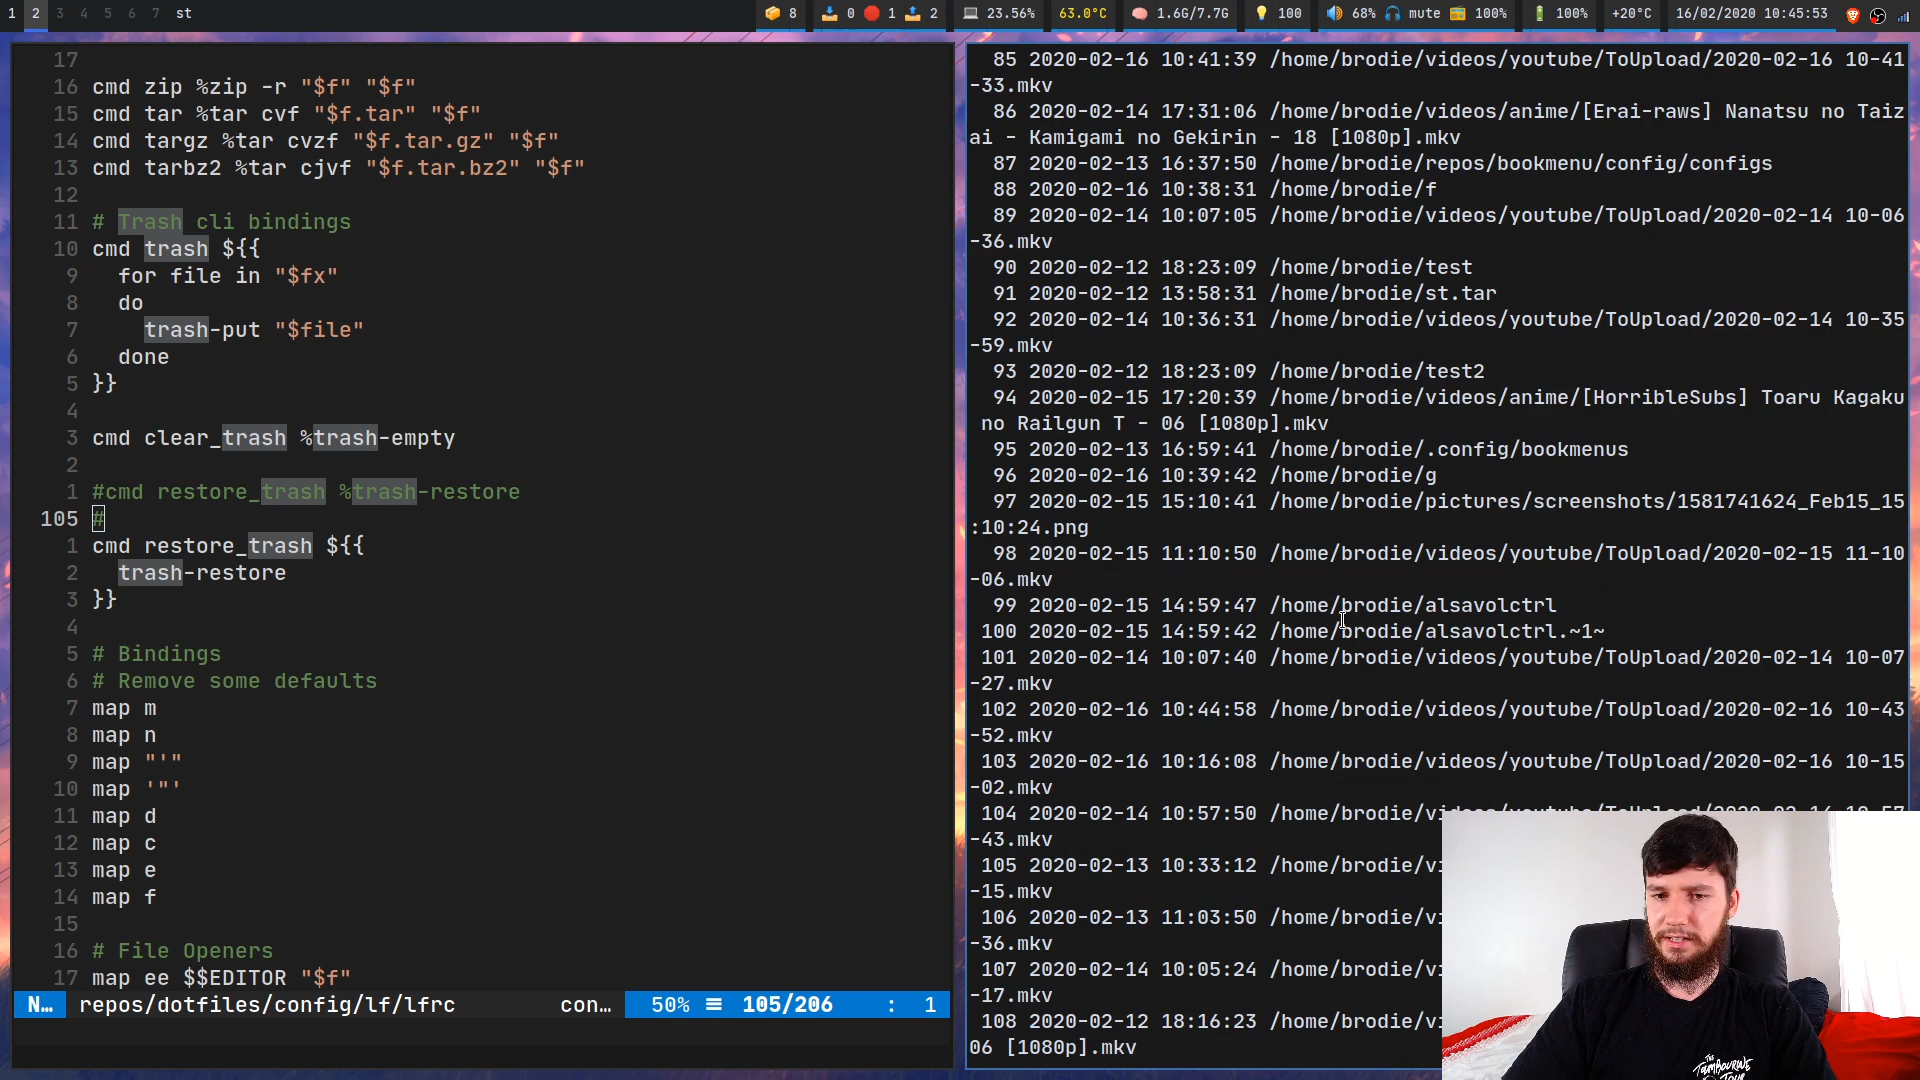 1 2 3 4 5 6 7 st 8 0 1 2 23.56% 63.0°C 1.6G/7.7G 100 68% mute 100% 100% +20°C 16/02/2020 10:45:53
17
16 cmd zip %zip -r "$f" "$f"
15 cmd tar %tar cvf "$f.tar" "$f"
14 cmd targz %tar cvzf "$f.tar.gz" "$f"
13 cmd tarbz2 %tar cjvf "$f.tar.bz2" "$f"
12
11 # Trash cli bindings
10 cmd trash ${{
9 for file in "$fx"
8 do
7 trash-put "$file"
6 done
5 }}
4
3 cmd clear_trash %trash-empty
2
1 #cmd restore_trash %trash-restore
105 #
1 cmd restore_trash ${{
2 trash-restore
3 }}
4
5 # Bindings
6 # Remove some defaults
7 map m
8 map n
9 map "'"
10 map '"'
11 map d
12 map c
13 map e
14 map f
15
16 # File Openers
17 map ee $$EDITOR "$f"
N… repos/dotfiles/config/lf/lfrc con… 50% ≡ 105/206 : 1
85 2020-02-16 10:41:39 /home/brodie/videos/youtube/ToUpload/2020-02-16 10-41
-33.mkv
86 2020-02-14 17:31:06 /home/brodie/videos/anime/[Erai-raws] Nanatsu no Taiz
ai - Kamigami no Gekirin - 18 [1080p].mkv
87 2020-02-13 16:37:50 /home/brodie/repos/bookmenu/config/configs
88 2020-02-16 10:38:31 /home/brodie/f
89 2020-02-14 10:07:05 /home/brodie/videos/youtube/ToUpload/2020-02-14 10-06
-36.mkv
90 2020-02-12 18:23:09 /home/brodie/test
91 2020-02-12 13:58:31 /home/brodie/st.tar
92 2020-02-14 10:36:31 /home/brodie/videos/youtube/ToUpload/2020-02-14 10-35
-59.mkv
93 2020-02-12 18:23:09 /home/brodie/test2
94 2020-02-15 17:20:39 /home/brodie/videos/anime/[HorribleSubs] Toaru Kagaku
no Railgun T - 06 [1080p].mkv
95 2020-02-13 16:59:41 /home/brodie/.config/bookmenus
96 2020-02-16 10:39:42 /home/brodie/g
97 2020-02-15 15:10:41 /home/brodie/pictures/screenshots/1581741624_Feb15_15
:10:24.png
98 2020-02-15 11:10:50 /home/brodie/videos/youtube/ToUpload/2020-02-15 11-10
-06.mkv
99 2020-02-15 14:59:47 /home/brodie/alsavolctrl
100 2020-02-15 14:59:42 /home/brodie/alsavolctrl.~1~
101 2020-02-14 10:07:40 /home/brodie/videos/youtube/ToUpload/2020-02-14 10-07
-27.mkv
102 2020-02-16 10:44:58 /home/brodie/videos/youtube/ToUpload/2020-02-16 10-43
-52.mkv
103 2020-02-16 10:16:08 /home/brodie/videos/youtube/ToUpload/2020-02-16 10-15
-02.mkv
104 2020-02-14 10:57:50 /home/brodie/videos/youtube/ToUpload/2020-02-14 10-57
-43.mkv
105 2020-02-13 10:33:12 /home/brodie/vi
-15.mkv
106 2020-02-13 11:03:50 /home/brodie/vi
-36.mkv
107 2020-02-14 10:05:24 /home/brodie/vi
-17.mkv
108 2020-02-12 18:16:23 /home/brodie/vi
06 [1080p].mkv
THE
TAMBOURINE
TOUR